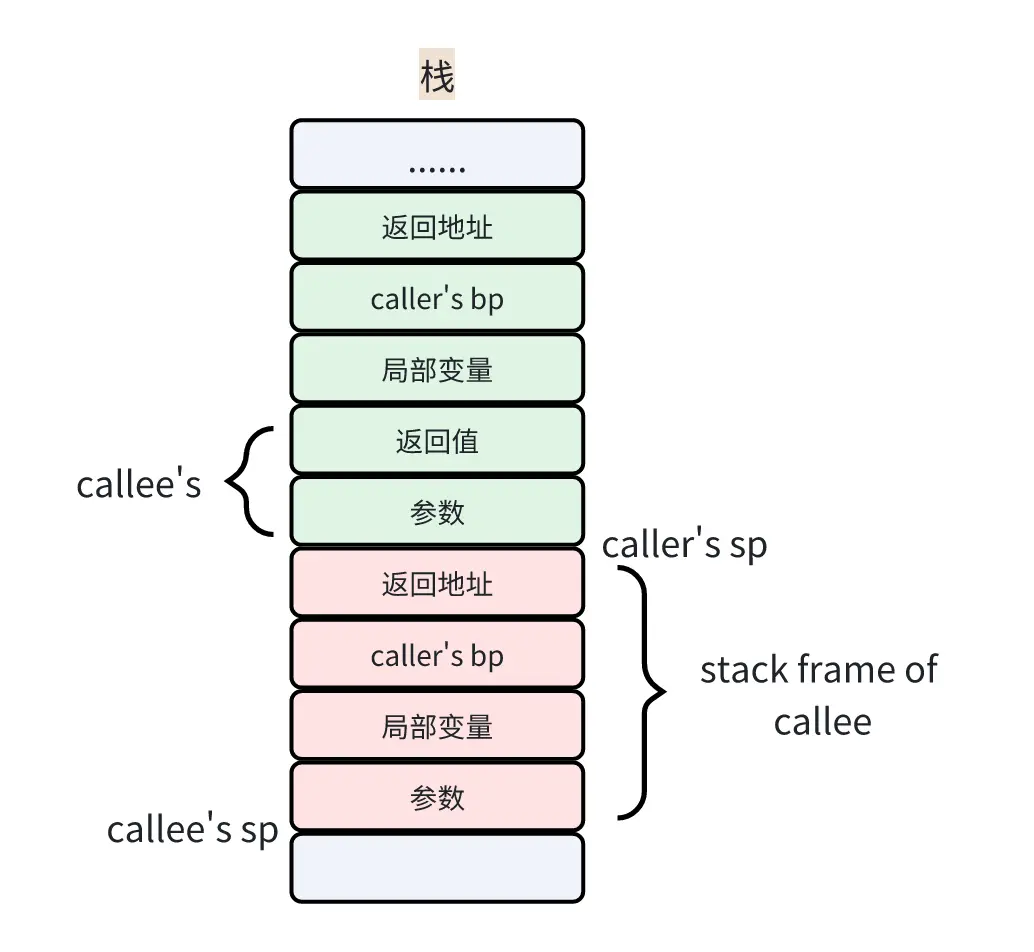 栈
......
返回地址
caller's bp
局部变量
返回值
callee's
参数
caller's sp
返回地址
caller's bp
stack frame of
callee
局部变量
参数
callee's sp